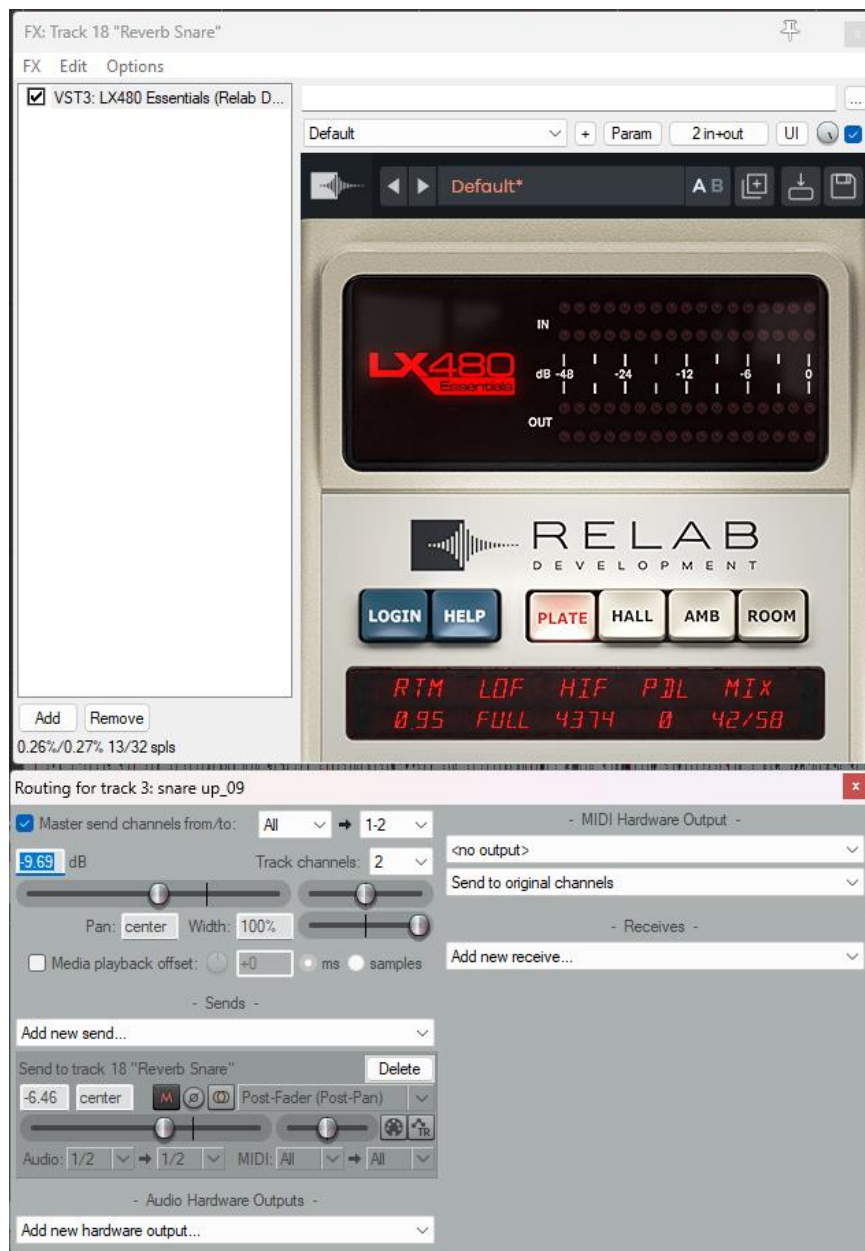 FX: Track 18 "Reverb Snare"
FX Edit Options
VST3: LX480 Essentials (Relab D...
...
Default + Param 2 in+out UI
Default* A B
IN
LX480
Essentials
dB -48 -24 -12 -6 0
OUT
RELAB
DEVELOPMENT
LOGIN HELP PLATE HALL AMB ROOM
RTM LOF HIF PDL MIX
0.95 FULL 4374 0 42/58
Add Remove
0.26%/0.27% 13/32 spls
Routing for track 3: snare up_09 x
Master send channels from/to: All → 1-2
-9.69 dB Track channels: 2
Pan: center Width: 100%
Media playback offset: +0 ms samples
- Sends -
Add new send...
Send to track 18 "Reverb Snare" Delete
-6.46 center M Post-Fader (Post-Pan)
TR
Audio: 1/2 → 1/2 MIDI: All → All
- Audio Hardware Outputs -
Add new hardware output...
- MIDI Hardware Output -
<no output>
Send to original channels
- Receives -
Add new receive...